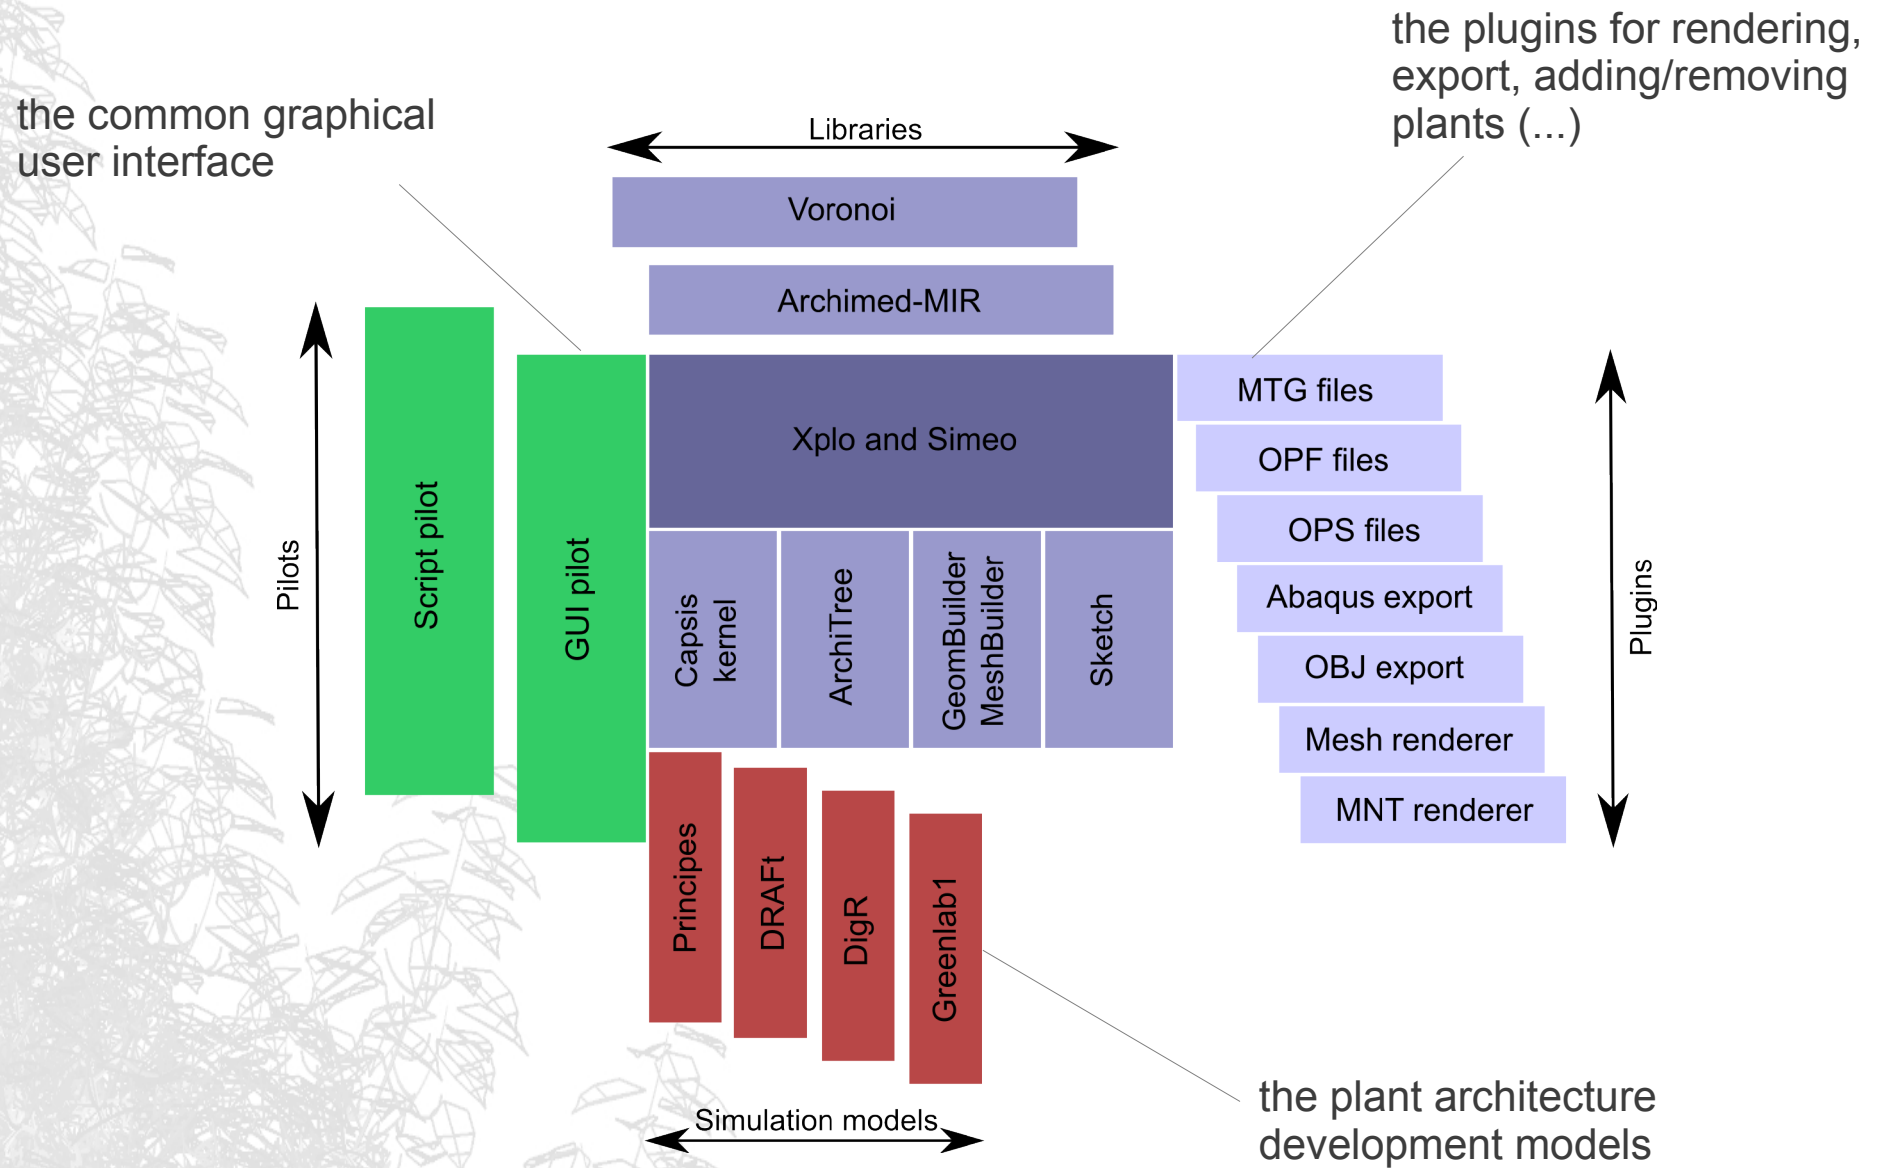 the plugins for rendering,
export, adding/removing
plants (...)
the common graphical
user interface
Libraries
Voronoi
Archimed-MIR
Pilots
Script pilot
GUI pilot
Xplo and Simeo
Capsis
kernel
ArchiTree
GeomBuilder
MeshBuilder
Sketch
MTG files
OPF files
OPS files
Abaqus export
OBJ export
Mesh renderer
MNT renderer
Plugins
Principes
DRAFt
DigR
Greenlab1
Simulation models
the plant architecture
development models